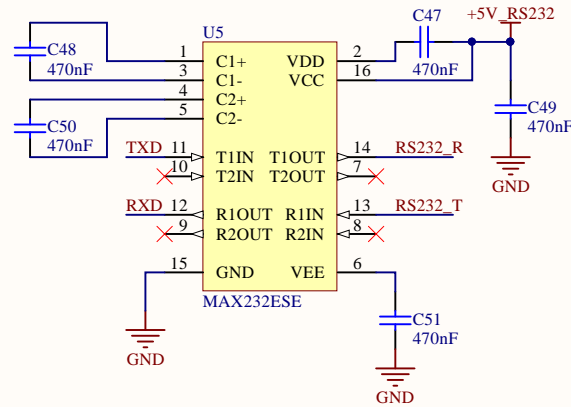 U5
C47
+5V_RS232
C48
470nF
1
C1+
VDD
2
470nF
3
C1-
VCC
16
4
C2+
C50
470nF
5
C2-
C49
470nF
TXD
11
T1IN
T1OUT
14
RS232_R
10
T2IN
T2OUT
7
GND
RXD
12
R1OUT
R1IN
13
RS232_T
9
R2OUT
R2IN
8
15
GND
VEE
6
MAX232ESE
C51
470nF
GND
GND